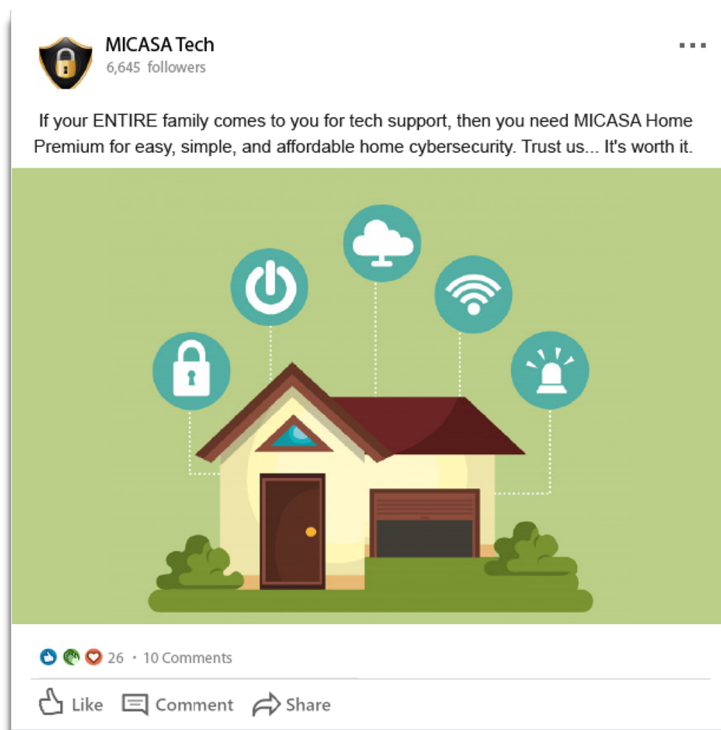 MICASA Tech
6,645 followers
If your ENTIRE family comes to you for tech support, then you need MICASA Home
Premium for easy, simple, and affordable home cybersecurity. Trust us... It's worth it.
26 · 10 Comments
Like Comment Share